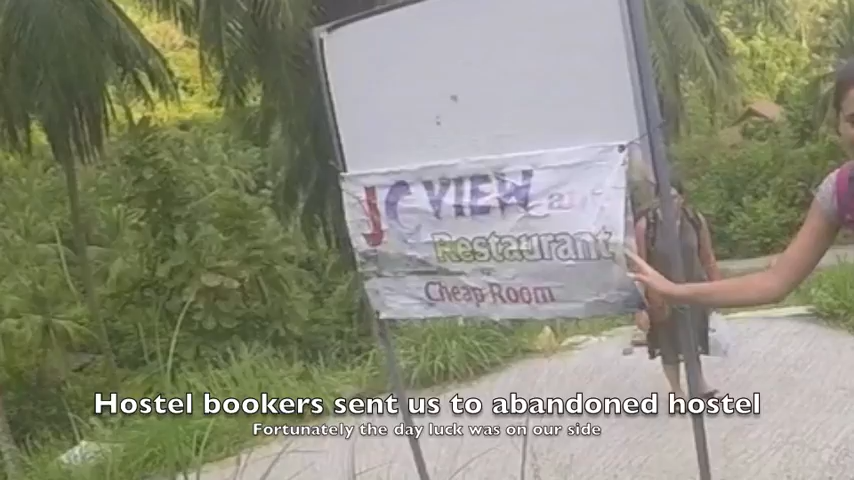 JC VIEW
Restaurant
Cheap Room
Hostel bookers sent us to abandoned hostel
Fortunately the day luck was on our side